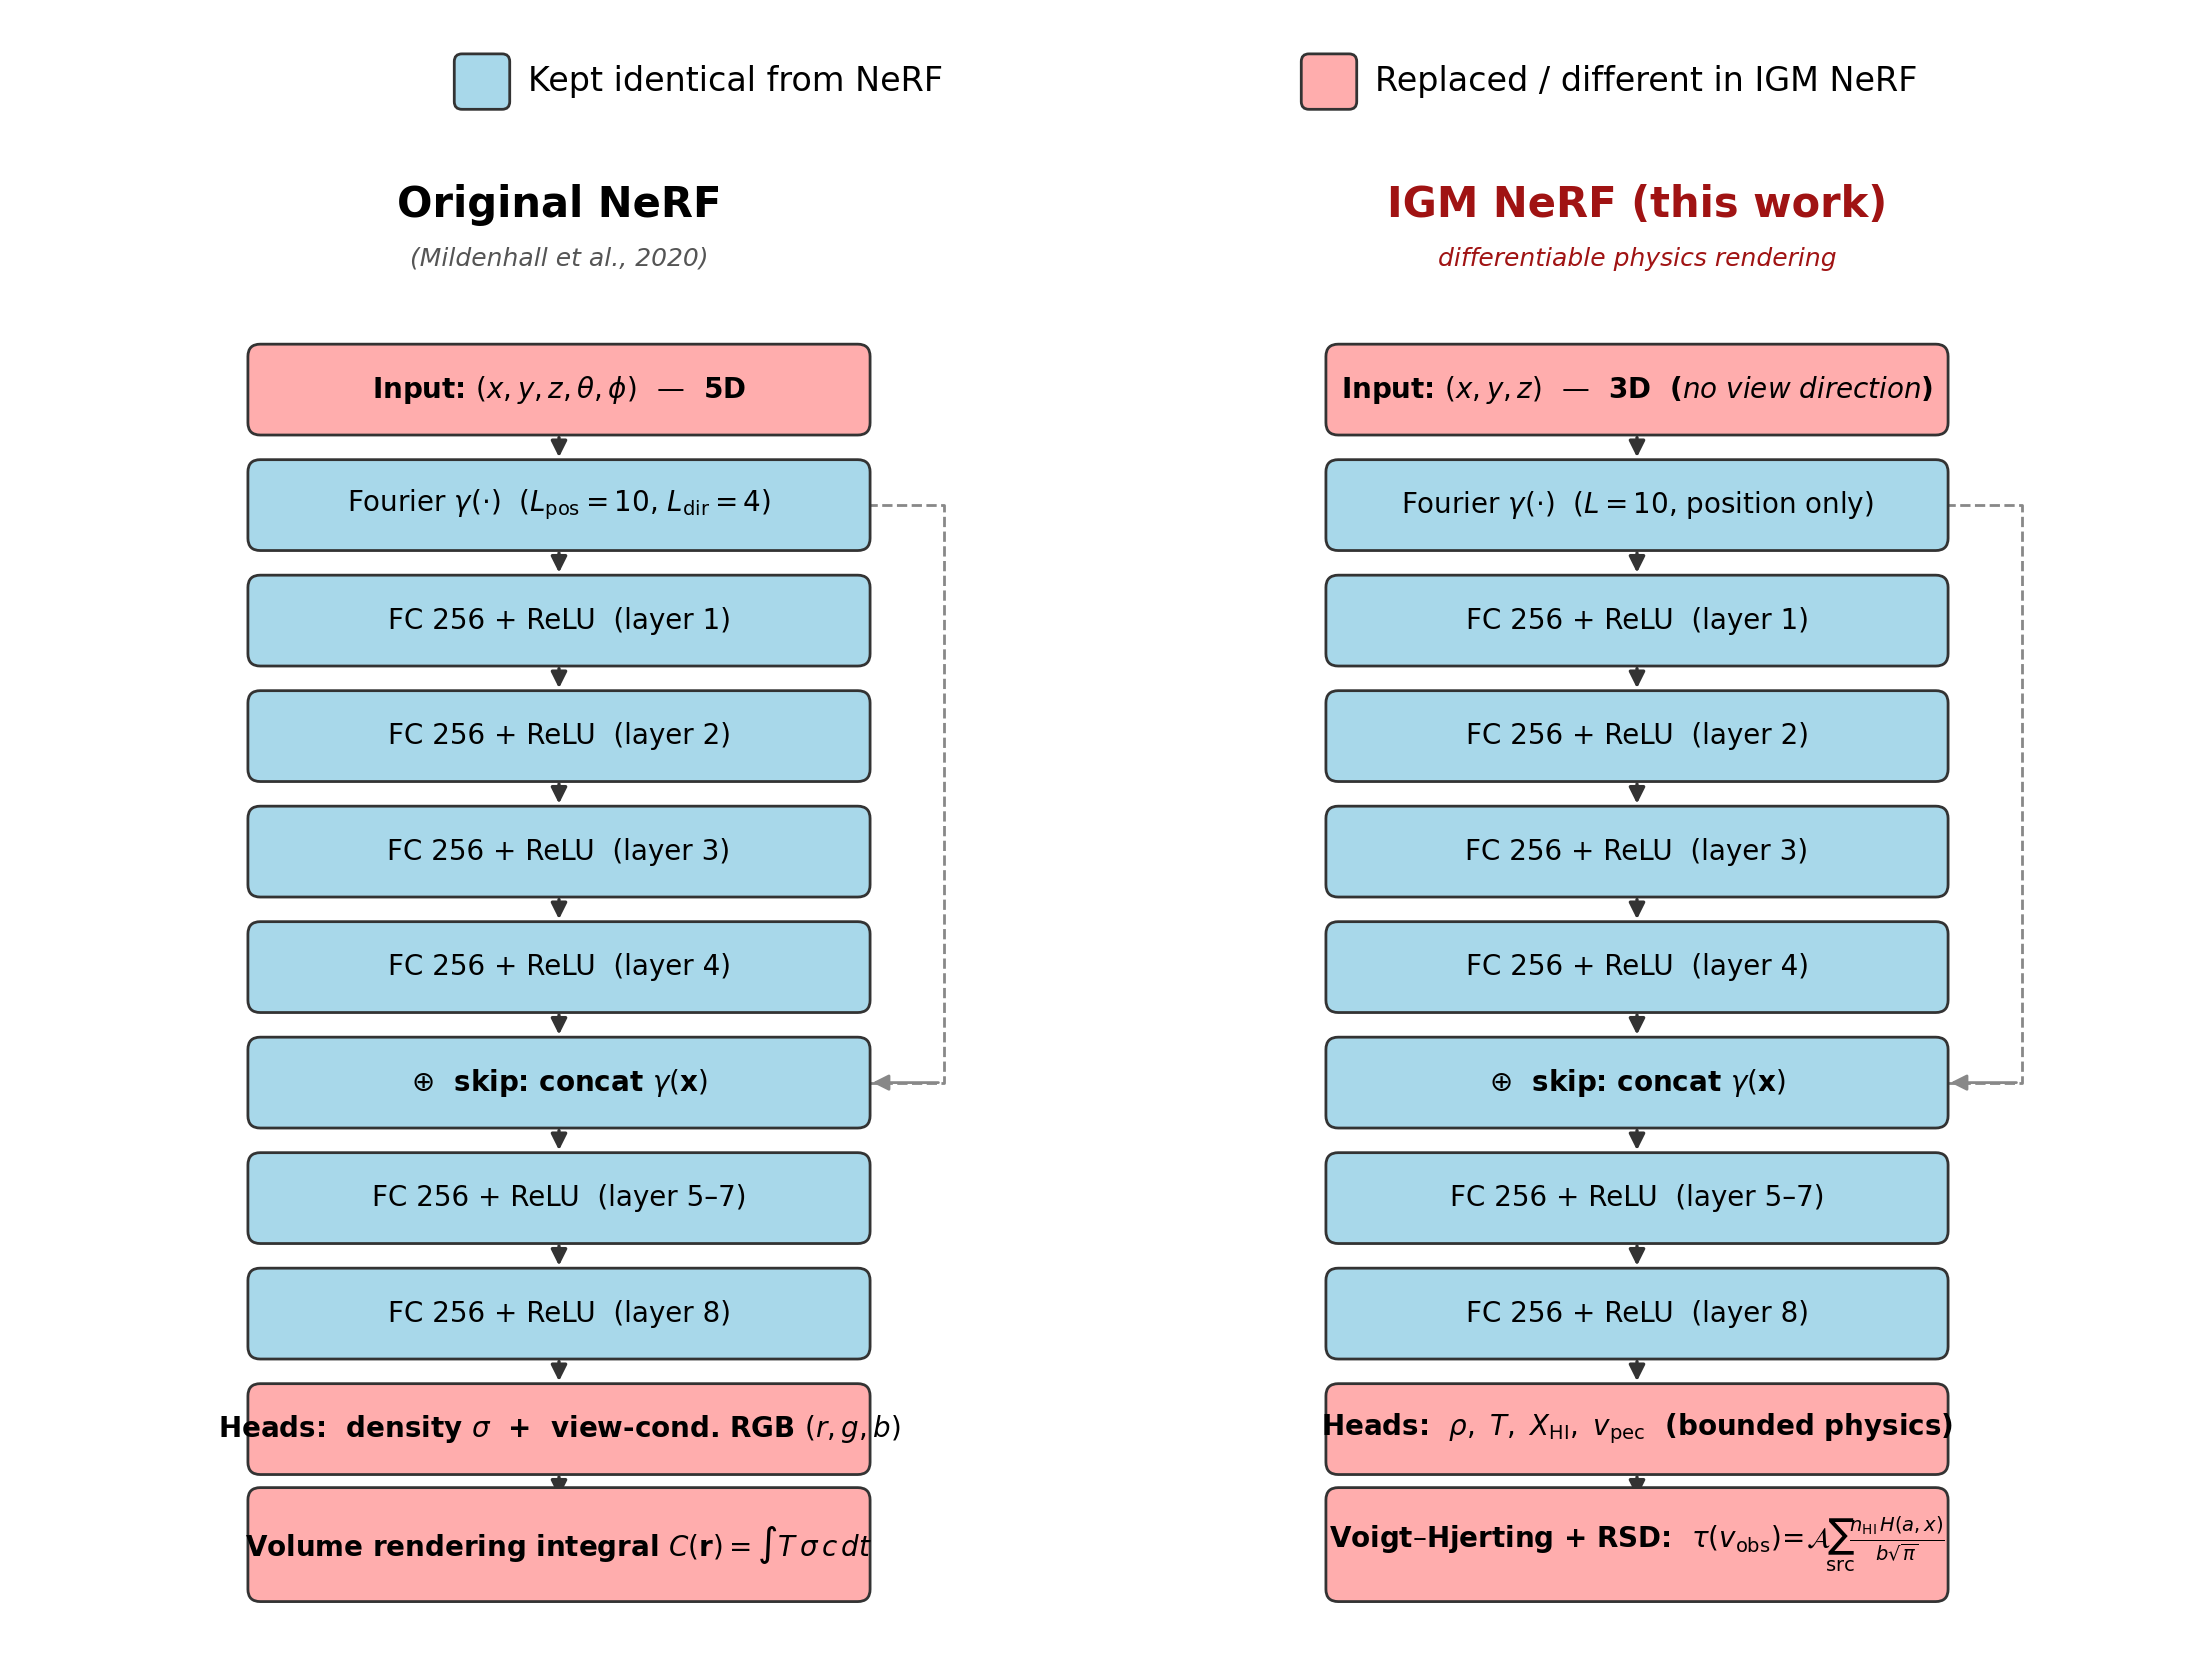 Kept identical from NeRF
Replaced / different in IGM NeRF
Original NeRF
(Mildenhall et al., 2020)
Input: (x, y, z, θ, ϕ) — 5D
Fourier γ(·) (L_pos = 10, L_dir = 4)
FC 256 + ReLU (layer 1)
FC 256 + ReLU (layer 2)
FC 256 + ReLU (layer 3)
FC 256 + ReLU (layer 4)
⊕ skip: concat γ(x)
FC 256 + ReLU (layer 5–7)
FC 256 + ReLU (layer 8)
Heads: density σ + view-cond. RGB (r, g, b)
Volume rendering integral C(r) = ∫ T σ c dt
IGM NeRF (this work)
differentiable physics rendering
Input: (x, y, z) — 3D (no view direction)
Fourier γ(·) (L = 10, position only)
FC 256 + ReLU (layer 1)
FC 256 + ReLU (layer 2)
FC 256 + ReLU (layer 3)
FC 256 + ReLU (layer 4)
⊕ skip: concat γ(x)
FC 256 + ReLU (layer 5–7)
FC 256 + ReLU (layer 8)
Heads: ρ, T, X_HI, v_pec (bounded physics)
Voigt–Hjerting + RSD: τ(v_obs) = 𝒜 ∑_src n_HI H(a, x) / b√π